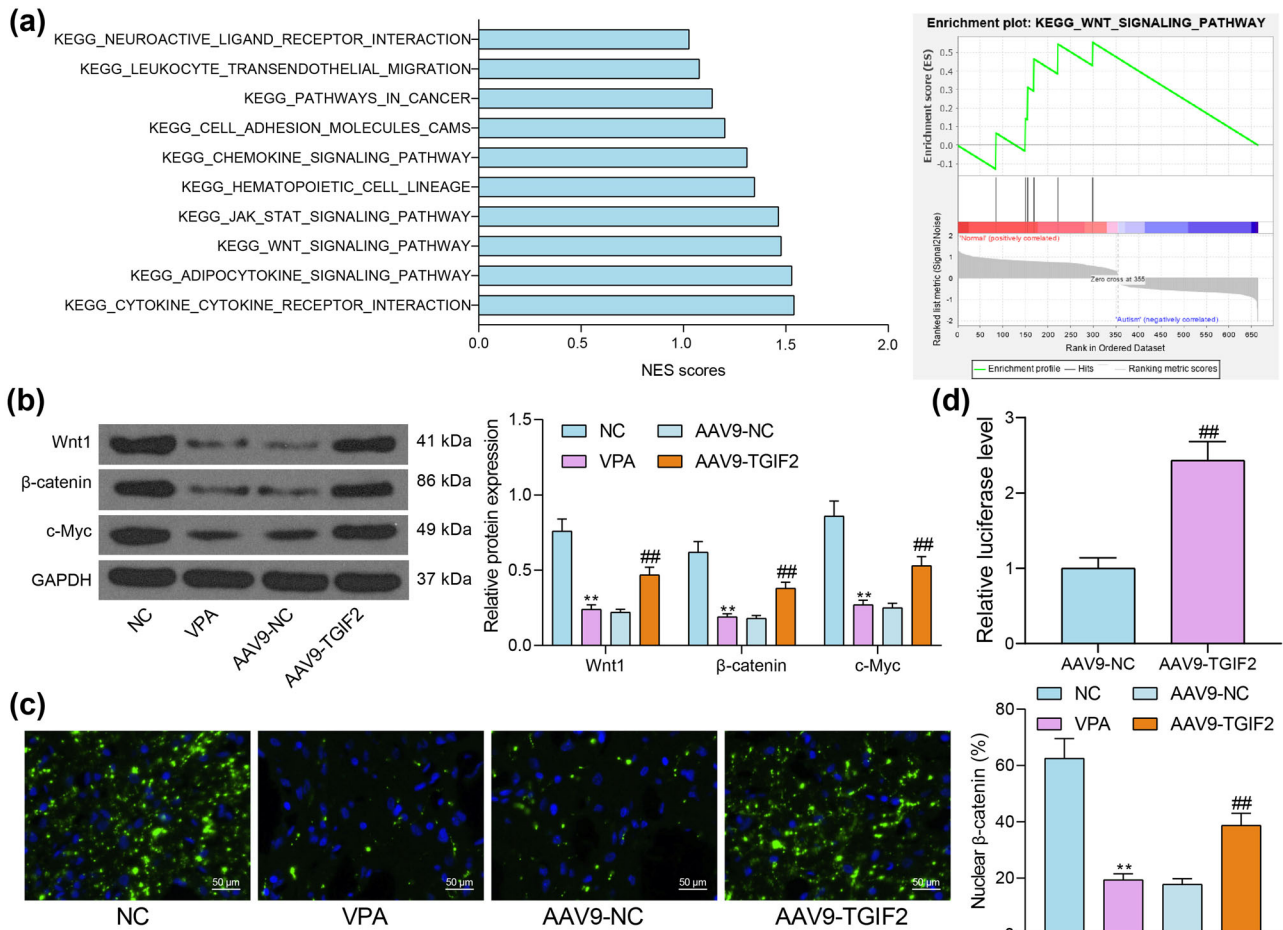 (a)
KEGG_NEUROACTIVE_LIGAND_RECEPTOR_INTERACTION
KEGG_LEUKOCYTE_TRANSENDOTHELIAL_MIGRATION
KEGG_PATHWAYS_IN_CANCER
KEGG_CELL_ADHESION_MOLECULES_CAMS
KEGG_CHEMOKINE_SIGNALING_PATHWAY
KEGG_HEMATOPOIETIC_CELL_LINEAGE
KEGG_JAK_STAT_SIGNALING_PATHWAY
KEGG_WNT_SIGNALING_PATHWAY
KEGG_ADIPOCYTOKINE_SIGNALING_PATHWAY
KEGG_CYTOKINE_CYTOKINE_RECEPTOR_INTERACTION
0.0 0.5 1.0 1.5 2.0
NES scores
Enrichment plot: KEGG_WNT_SIGNALING_PATHWAY
Enrichment score (ES)
0.5
0.4
0.3
0.2
0.1
0.0
-0.1
'Normal' (positively correlated)
Ranked list metric (Signal2Noise)
2
1
0
-1
-2
Zero cross at 355
'Autism' (negatively correlated)
0 50 100 150 200 250 300 350 400 450 500 550 600 650
Rank in Ordered Dataset
Enrichment profile Hits Ranking metric scores
(b)
Wnt1 41 kDa
β-catenin 86 kDa
c-Myc 49 kDa
GAPDH 37 kDa
NC VPA AAV9-NC AAV9-TGIF2
Relative protein expression
1.5
1.0
0.5
0.0
NC AAV9-NC
VPA AAV9-TGIF2
** ## ** ## ** ##
Wnt1 β-catenin c-Myc
(d)
Relative luciferase level
3
2
1
0
##
AAV9-NC AAV9-TGIF2
(c)
50 µm 50 µm 50 µm 50 µm
NC VPA AAV9-NC AAV9-TGIF2
NC AAV9-NC
VPA AAV9-TGIF2
Nuclear β-catenin (%)
80
60
40
20
** ##